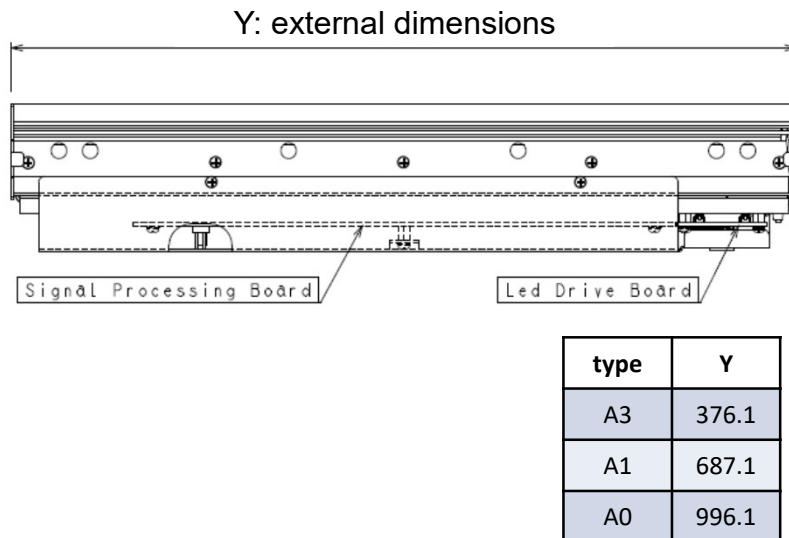 Y: external dimensions
Signal Processing Board
Led Drive Board
type Y
A3 376.1
A1 687.1
A0 996.1